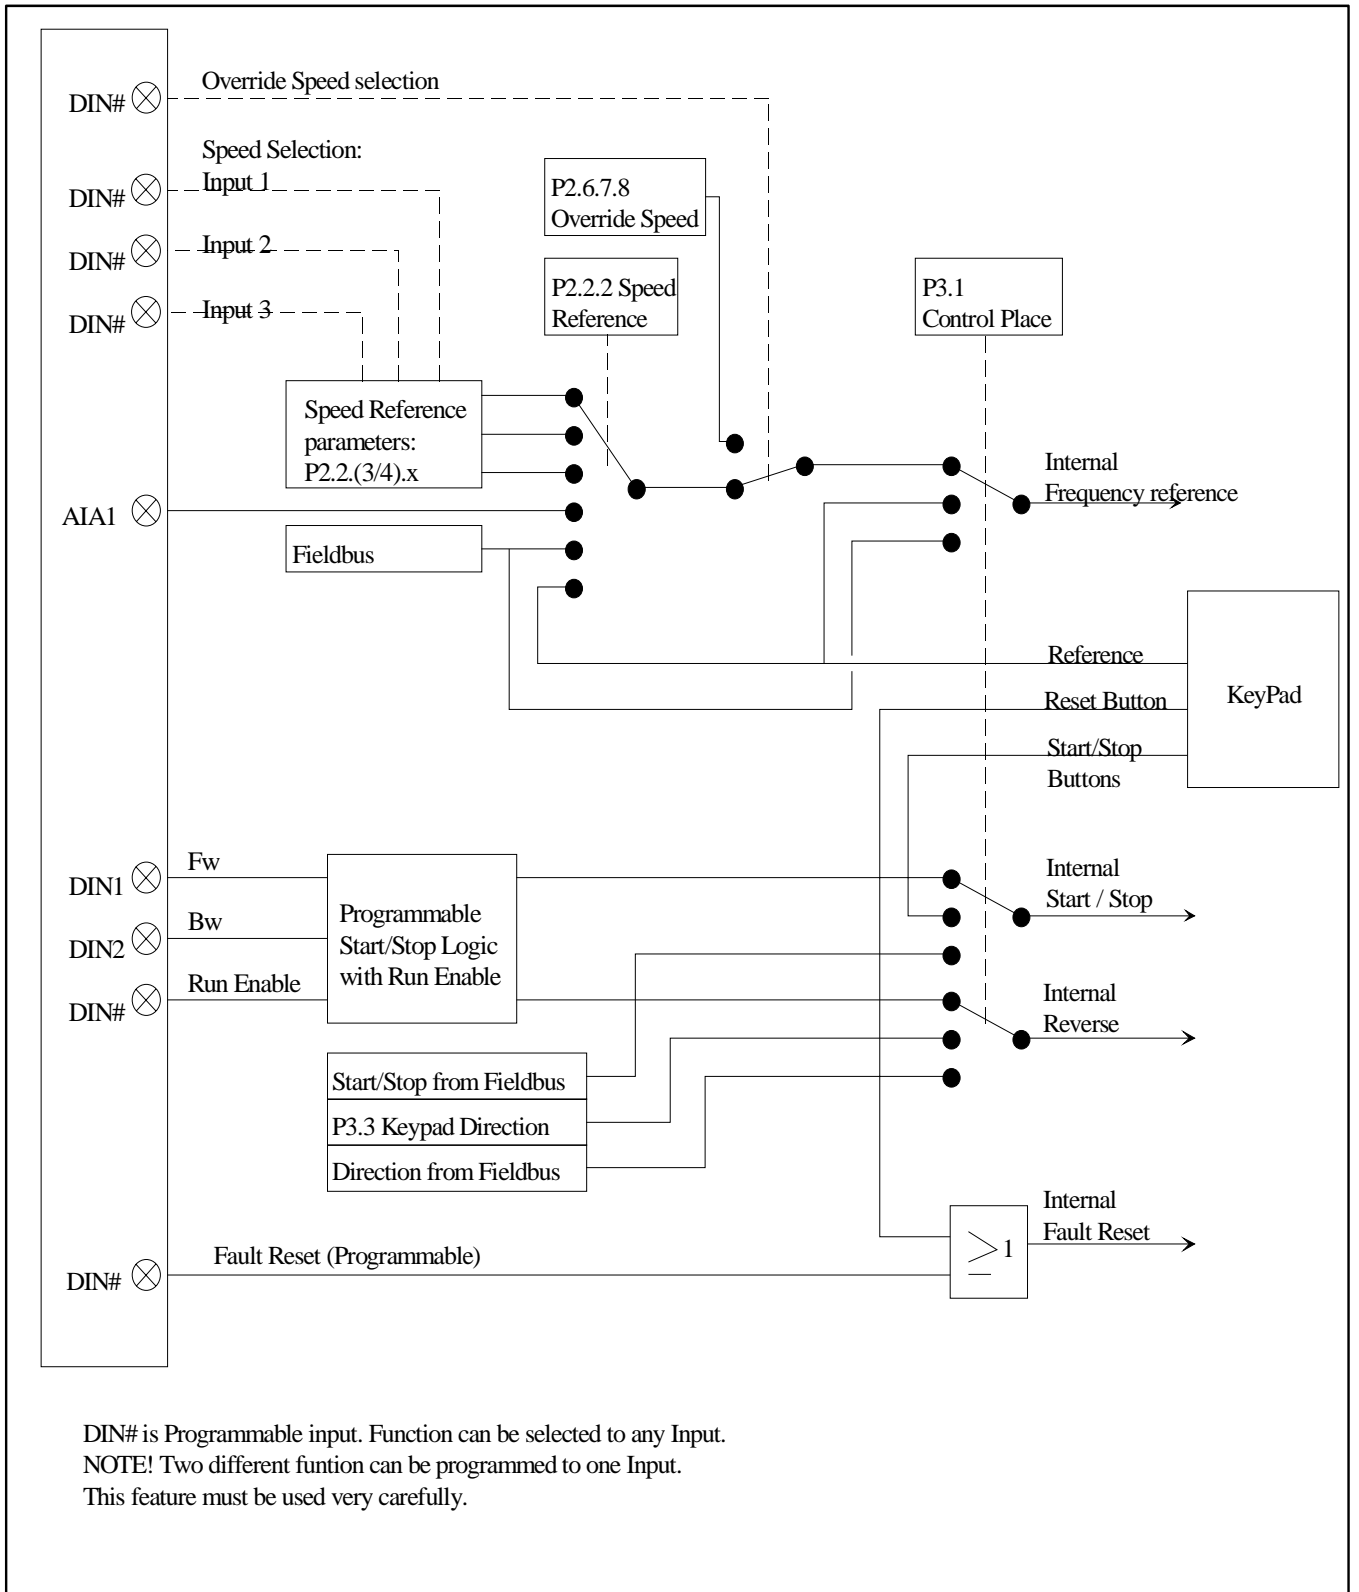 DIN#
Override Speed selection
Speed Selection:
DIN#
Input 1
DIN#
Input 2
DIN#
Input 3
P2.6.7.8
Override Speed
P2.2.2 Speed
Reference
P3.1
Control Place
Speed Reference
parameters:
P2.2.(3/4).x
AIA1
Fieldbus
Internal
Frequency reference
Reference
Reset Button
Start/Stop
Buttons
KeyPad
DIN1
Fw
DIN2
Bw
DIN#
Run Enable
Programmable
Start/Stop Logic
with Run Enable
Internal
Start / Stop
Internal
Reverse
Start/Stop from Fieldbus
P3.3 Keypad Direction
Direction from Fieldbus
DIN#
Fault Reset (Programmable)
≥1
Internal
Fault Reset
DIN# is Programmable input. Function can be selected to any Input.
NOTE! Two different funtion can be programmed to one Input.
This feature must be used very carefully.